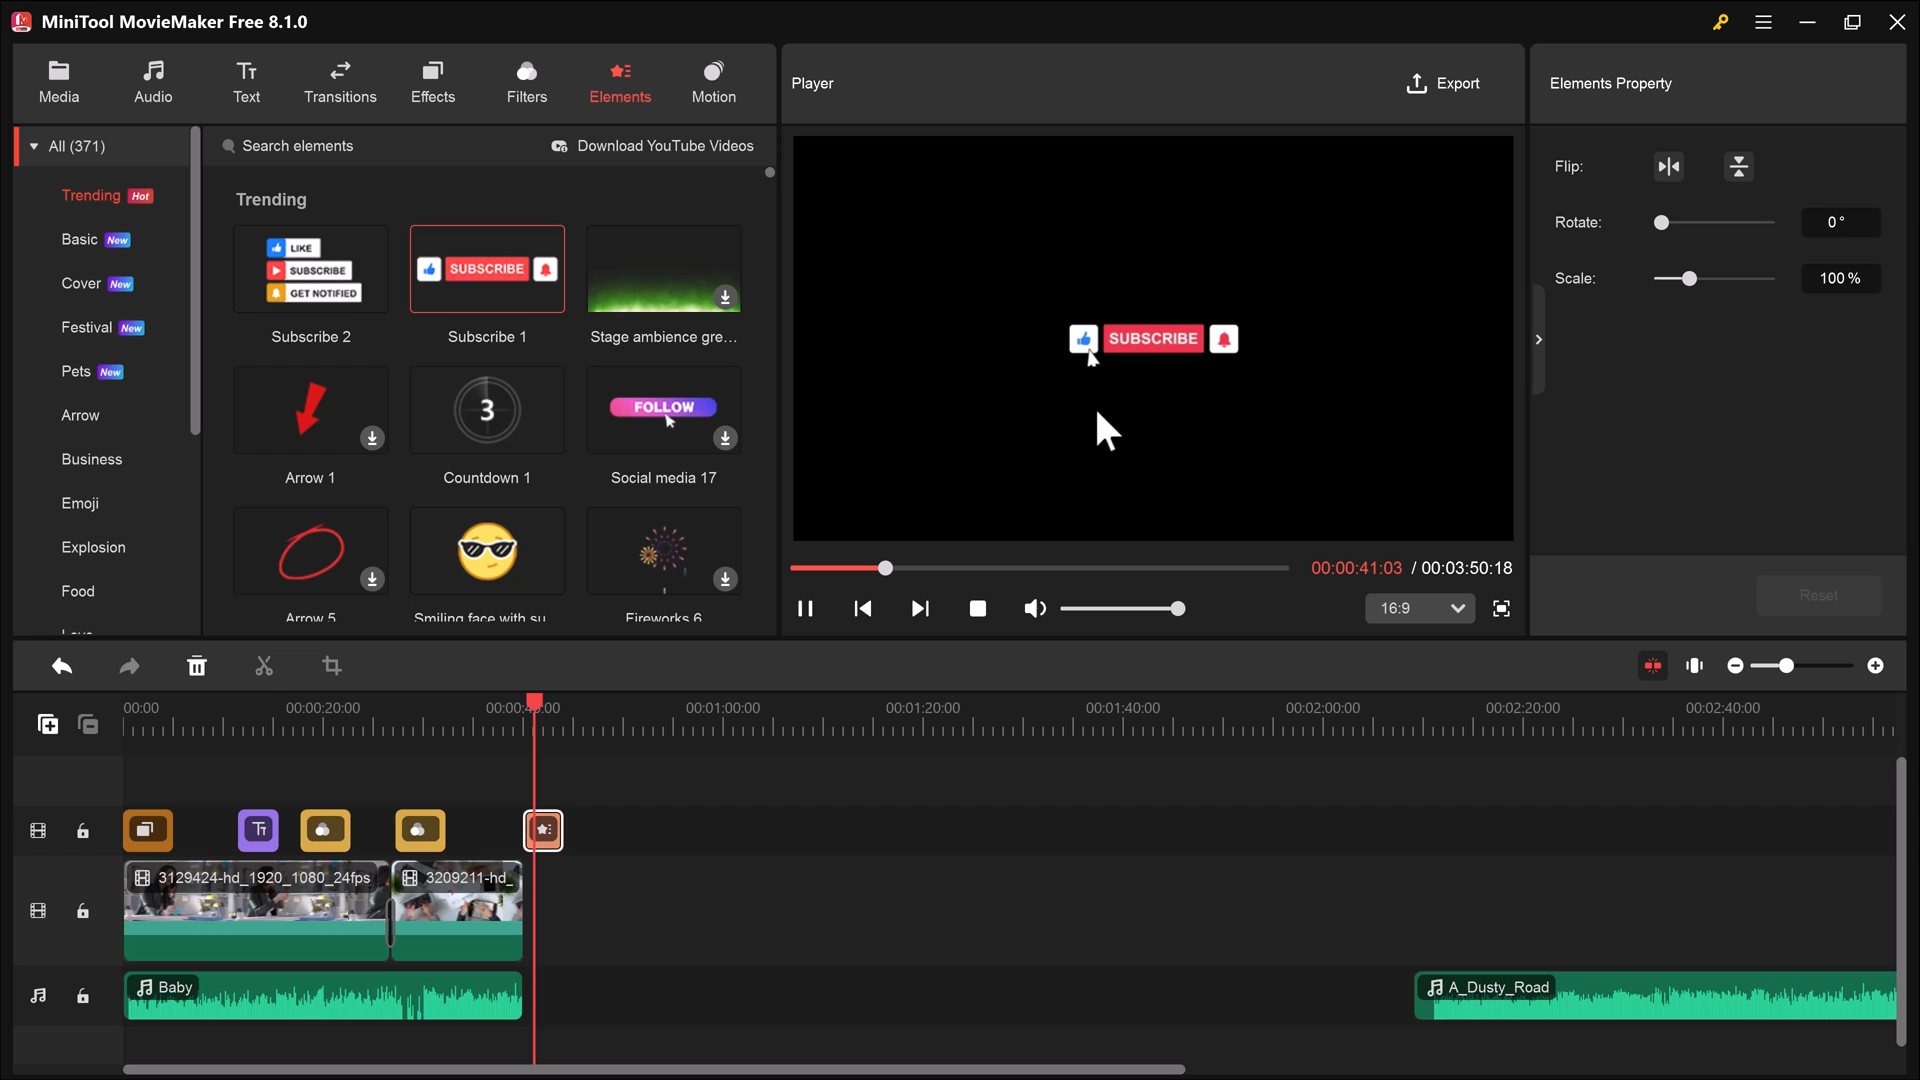 MiniTool MovieMaker Free 8.1.0
Media
Audio
Text
Transitions
Effects
Filters
Elements
Motion
Player
Export
Elements Property
All (371)
Search elements
Download YouTube Videos
Trending Hot
Basic New
Cover New
Festival New
Pets New
Arrow
Business
Emoji
Explosion
Food
Trending
LIKE
SUBSCRIBE
GET NOTIFIED
Subscribe 2
SUBSCRIBE
Subscribe 1
Stage ambience gre...
Arrow 1
3
Countdown 1
FOLLOW
Social media 17
Arrow 5
Smiling face with su
Fireworks 6
SUBSCRIBE
00:00:41:03 / 00:03:50:18
16:9
Flip:
Rotate:
0°
Scale:
100 %
Reset
00:00
00:00:20:00
00:01:00:00
00:01:20:00
00:01:40:00
00:02:00:00
00:02:20:00
00:02:40:00
3129424-hd_1920_1080_24fps
3209211-hd_
Baby
A_Dusty_Road